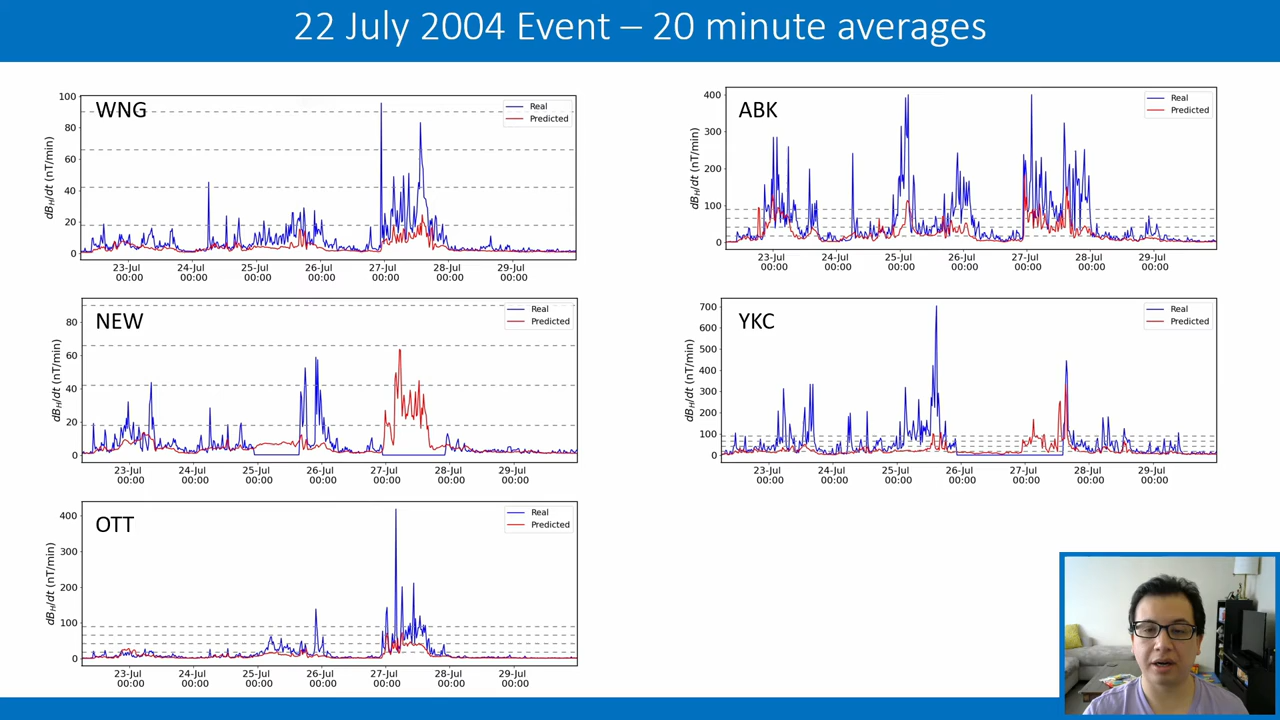 22 July 2004 Event – 20 minute averages
WNG
Real
Predicted
dB_H/dt (nT/min)
100
80
60
40
20
0
23-Jul 24-Jul 25-Jul 26-Jul 27-Jul 28-Jul 29-Jul
00:00 00:00 00:00 00:00 00:00 00:00 00:00
ABK
Real
Predicted
dB_H/dt (nT/min)
400
300
200
100
0
23-Jul 24-Jul 25-Jul 26-Jul 27-Jul 28-Jul 29-Jul
00:00 00:00 00:00 00:00 00:00 00:00 00:00
NEW
Real
Predicted
dB_H/dt (nT/min)
80
60
40
20
0
23-Jul 24-Jul 25-Jul 26-Jul 27-Jul 28-Jul 29-Jul
00:00 00:00 00:00 00:00 00:00 00:00 00:00
YKC
Real
Predicted
dB_H/dt (nT/min)
700
600
500
400
300
200
100
0
23-Jul 24-Jul 25-Jul 26-Jul 27-Jul 28-Jul 29-Jul
00:00 00:00 00:00 00:00 00:00 00:00 00:00
OTT
Real
Predicted
dB_H/dt (nT/min)
400
300
200
100
0
23-Jul 24-Jul 25-Jul 26-Jul 27-Jul 28-Jul 29-Jul
00:00 00:00 00:00 00:00 00:00 00:00 00:00